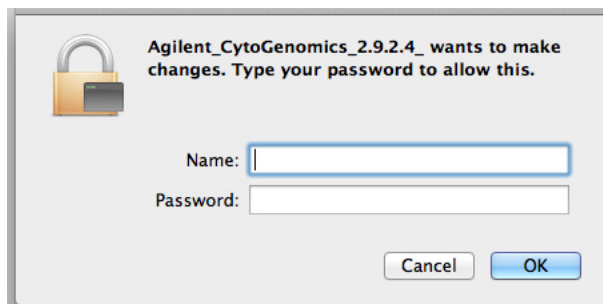 Agilent_CytoGenomics_2.9.2.4_ wants to make
changes. Type your password to allow this.
Name:
Password:
Cancel OK